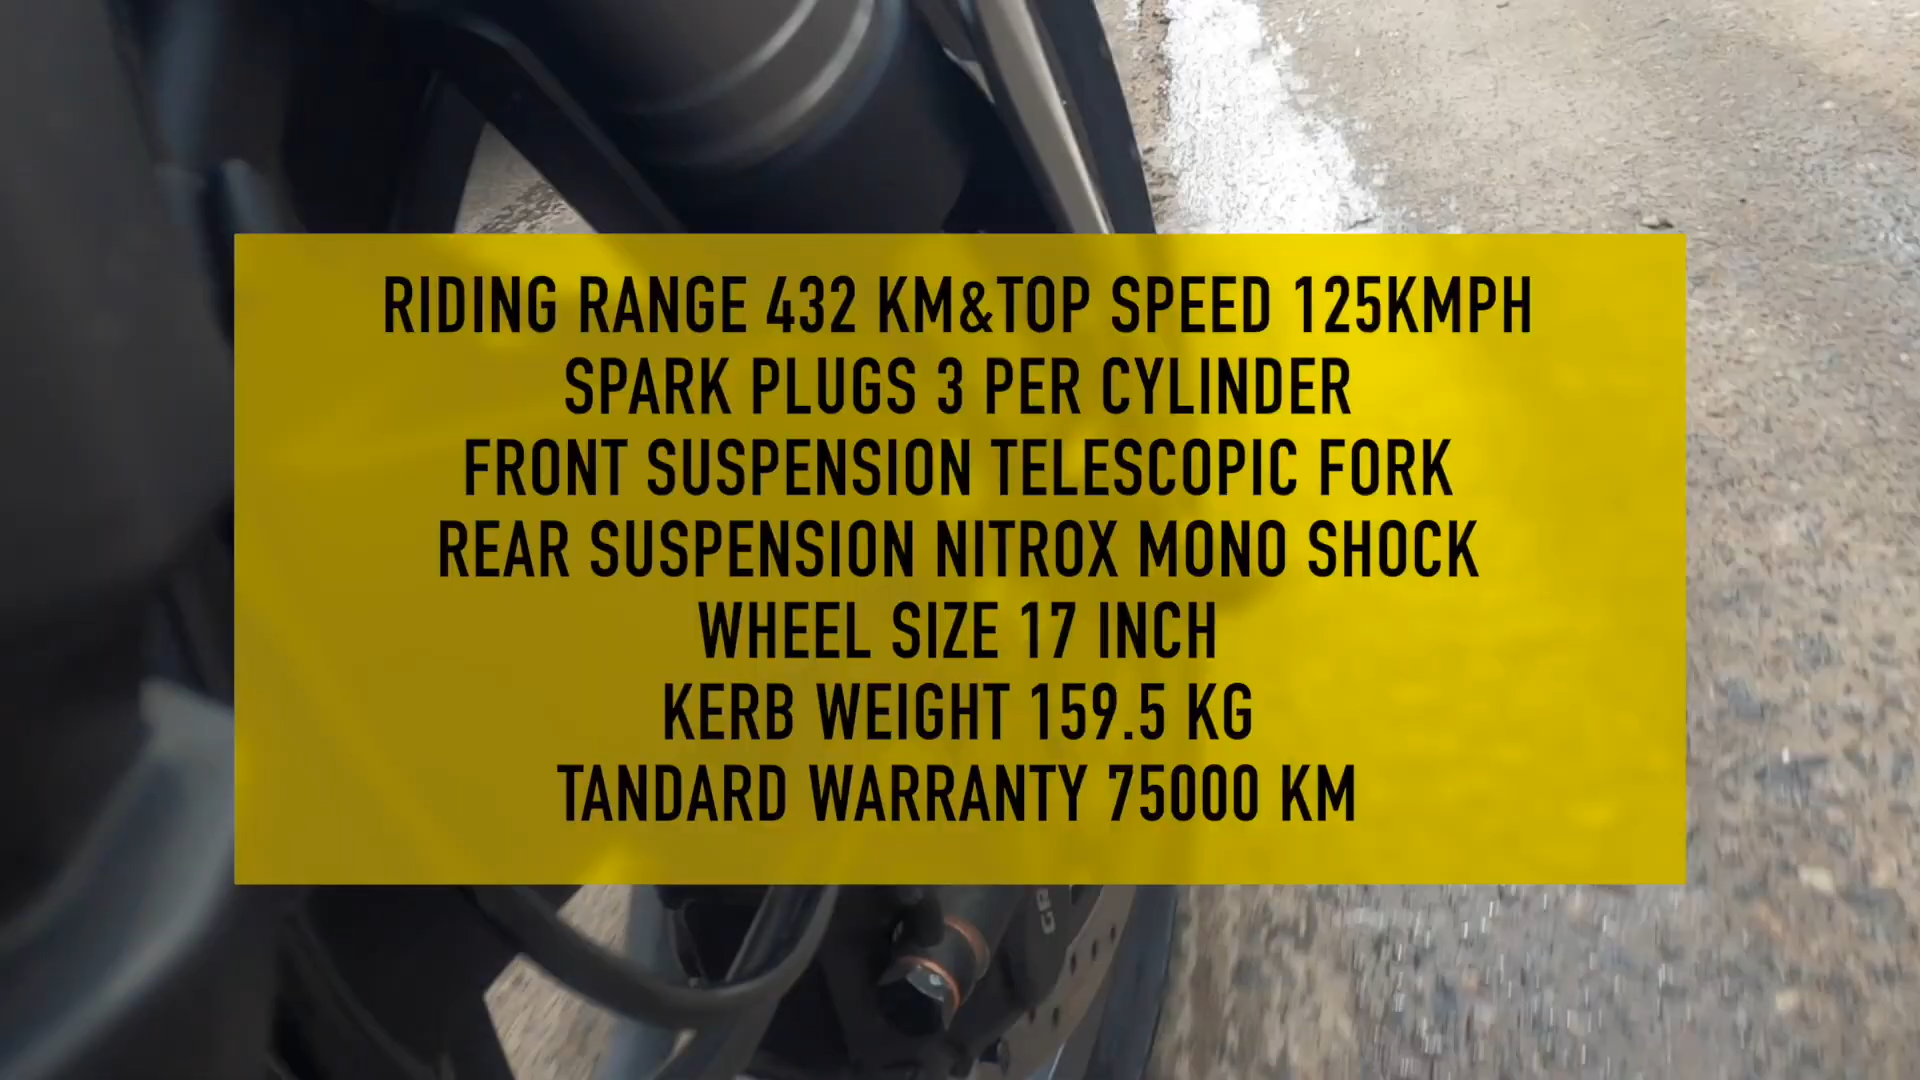 RIDING RANGE 432 KM&TOP SPEED 125KMPH
SPARK PLUGS 3 PER CYLINDER
FRONT SUSPENSION TELESCOPIC FORK
REAR SUSPENSION NITROX MONO SHOCK
WHEEL SIZE 17 INCH
KERB WEIGHT 159.5 KG
TANDARD WARRANTY 75000 KM